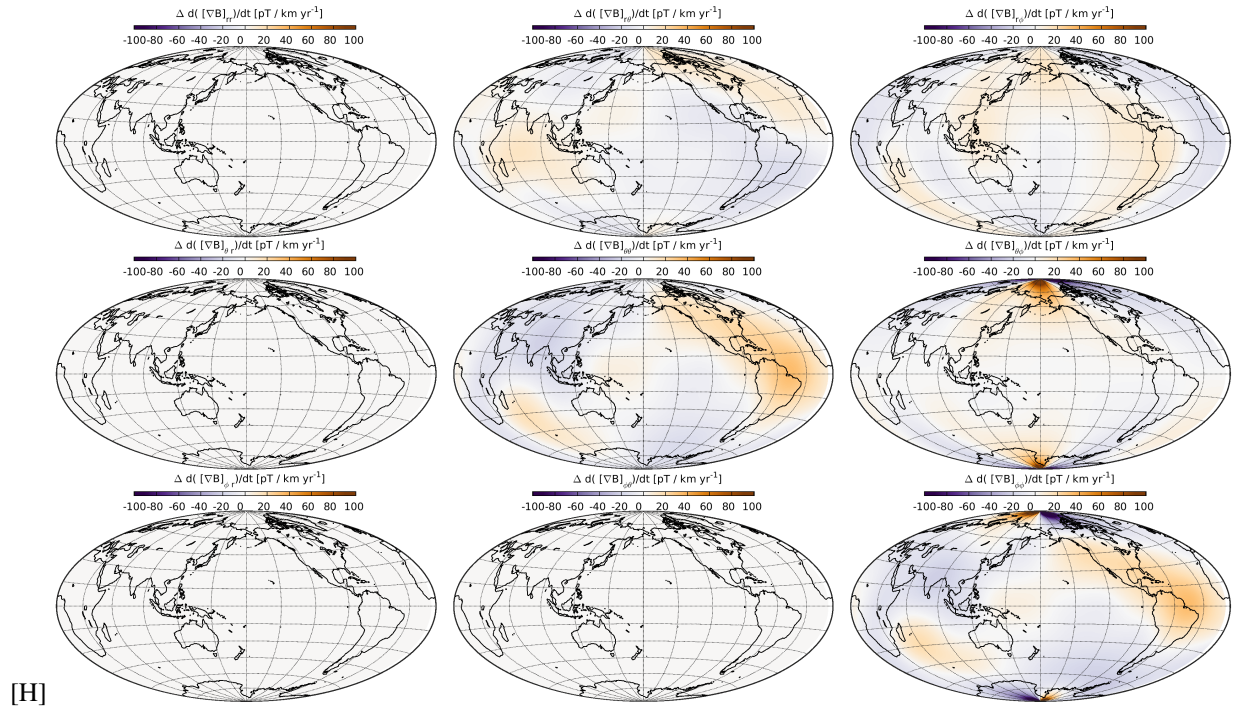 Δ d( [∇B]rr)/dt [pT / km yr-1]
-100-80 -60 -40 -20 0 20 40 60 80 100
Δ d( [∇B]rθ)/dt [pT / km yr-1]
-100-80 -60 -40 -20 0 20 40 60 80 100
Δ d( [∇B]rφ)/dt [pT / km yr-1]
-100-80 -60 -40 -20 0 20 40 60 80 100
Δ d( [∇B]θ r)/dt [pT / km yr-1]
-100-80 -60 -40 -20 0 20 40 60 80 100
Δ d( [∇B]θθ)/dt [pT / km yr-1]
-100-80 -60 -40 -20 0 20 40 60 80 100
Δ d( [∇B]θφ)/dt [pT / km yr-1]
-100-80 -60 -40 -20 0 20 40 60 80 100
Δ d( [∇B]φ r)/dt [pT / km yr-1]
-100-80 -60 -40 -20 0 20 40 60 80 100
Δ d( [∇B]φθ)/dt [pT / km yr-1]
-100-80 -60 -40 -20 0 20 40 60 80 100
Δ d( [∇B]φφ)/dt [pT / km yr-1]
-100-80 -60 -40 -20 0 20 40 60 80 100
[H]